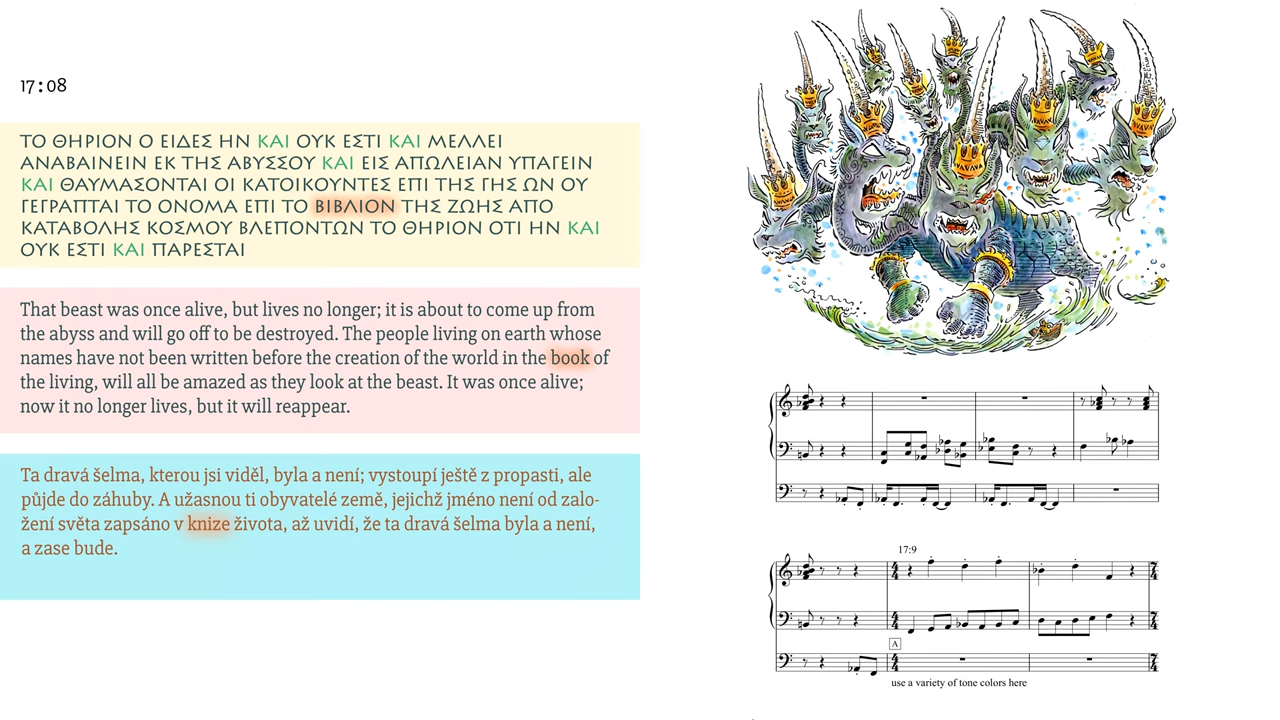 17:08
ΤΟ ΘΗΡΙΟΝ Ο ΕΙΔΕΣ ΗΝ ΚΑΙ ΟΥΚ ΕΣΤΙ ΚΑΙ ΜΕΛΛΕΙ
ΑΝΑΒΑΙΝΕΙΝ ΕΚ ΤΗΣ ΑΒΥΣΣΟΥ ΚΑΙ ΕΙΣ ΑΠΩΛΕΙΑΝ ΥΠΑΓΕΙΝ
ΚΑΙ ΘΑΥΜΑΣΟΝΤΑΙ ΟΙ ΚΑΤΟΙΚΟΥΝΤΕΣ ΕΠΙ ΤΗΣ ΓΗΣ ΩΝ ΟΥ
ΓΕΓΡΑΠΤΑΙ ΤΟ ΟΝΟΜΑ ΕΠΙ ΤΟ ΒΙΒΛΙΟΝ ΤΗΣ ΖΩΗΣ ΑΠΟ
ΚΑΤΑΒΟΛΗΣ ΚΟΣΜΟΥ ΒΛΕΠΟΝΤΩΝ ΤΟ ΘΗΡΙΟΝ ΟΤΙ ΗΝ ΚΑΙ
ΟΥΚ ΕΣΤΙ ΚΑΙ ΠΑΡΕΣΤΑΙ
That beast was once alive, but lives no longer; it is about to come up from
the abyss and will go off to be destroyed. The people living on earth whose
names have not been written before the creation of the world in the book of
the living, will all be amazed as they look at the beast. It was once alive;
now it no longer lives, but it will reappear.
Ta dravá šelma, kterou jsi viděl, byla a není; vystoupí ještě z propasti, ale
půjde do záhuby. A užasnou ti obyvatelé země, jejichž jméno není od zalo-
žení světa zapsáno v knize života, až uvidí, že ta dravá šelma byla a není,
a zase bude.
17:9
A
use a variety of tone colors here